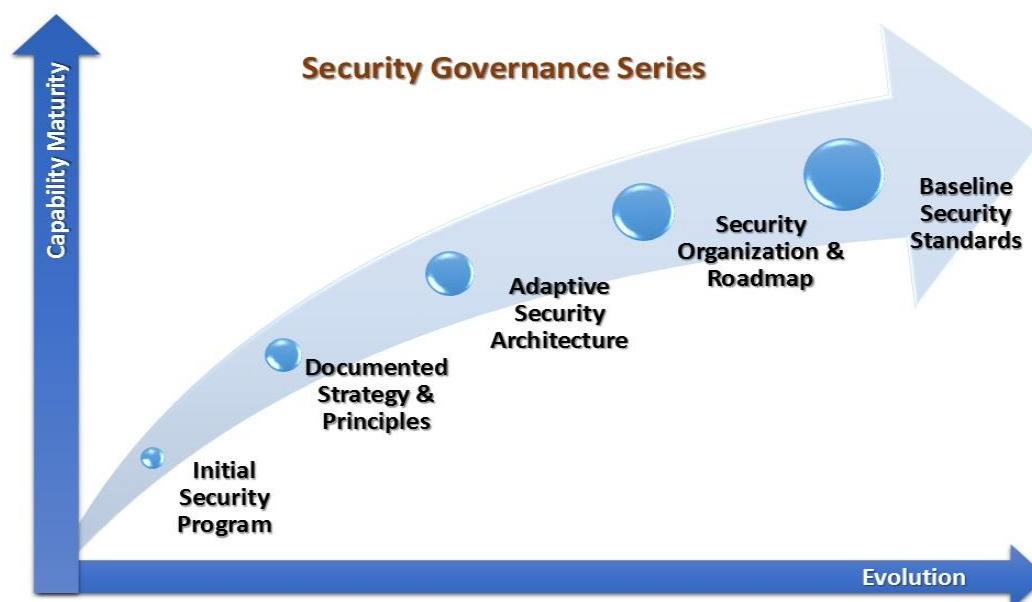 Security Governance Series
Capability Maturity
Baseline
Security
Standards
Security
Organization &
Roadmap
Adaptive
Security
Architecture
Documented
Strategy &
Principles
Initial
Security
Program
Evolution